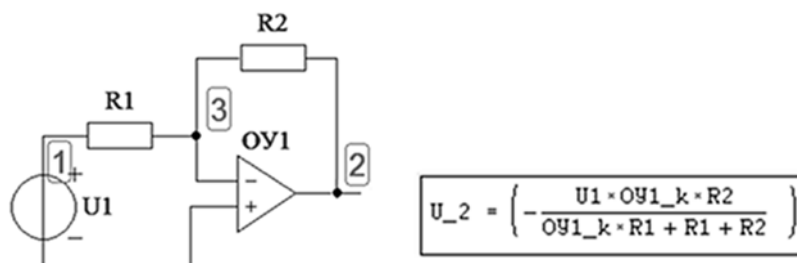 R2
R1
3
ОУ1
1
+
U1
−
−
+
2
U_2 = { - U1*ОУ1_k*R2 / ОУ1_k*R1 + R1 + R2 }